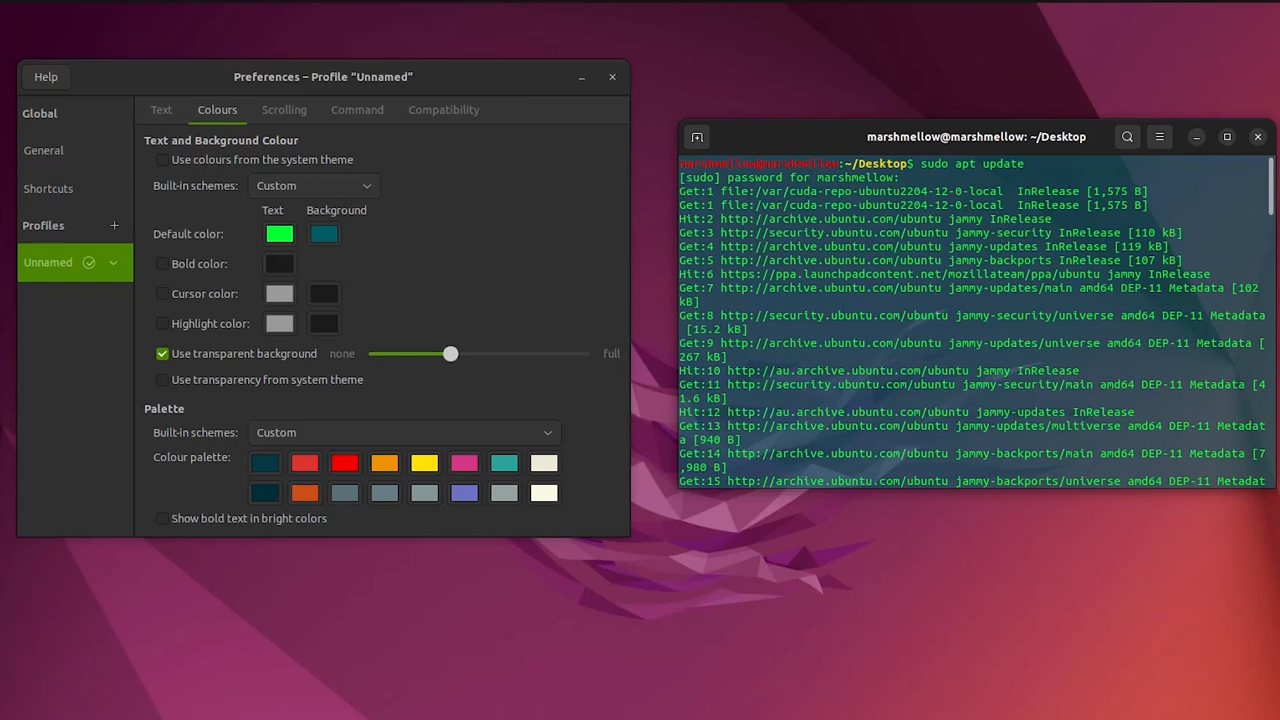 Help
Preferences – Profile “Unnamed”
Global
General
Shortcuts
Profiles
Unnamed
Text Colours Scrolling Command Compatibility
Text and Background Colour
Use colours from the system theme
Built-in schemes: Custom
Text Background
Default color:
Bold color:
Cursor color:
Highlight color:
Use transparent background none full
Use transparency from system theme
Palette
Built-in schemes: Custom
Colour palette:
Show bold text in bright colors
marshmellow@marshmellow: ~/Desktop
marshmellow@marshmellow:~/Desktop$ sudo apt update
[sudo] password for marshmellow:
Get:1 file:/var/cuda-repo-ubuntu2204-12-0-local  InRelease [1,575 B]
Get:1 file:/var/cuda-repo-ubuntu2204-12-0-local  InRelease [1,575 B]
Hit:2 http://archive.ubuntu.com/ubuntu jammy InRelease
Get:3 http://security.ubuntu.com/ubuntu jammy-security InRelease [110 kB]
Get:4 http://archive.ubuntu.com/ubuntu jammy-updates InRelease [119 kB]
Get:5 http://archive.ubuntu.com/ubuntu jammy-backports InRelease [107 kB]
Hit:6 https://ppa.launchpadcontent.net/mozillateam/ppa/ubuntu jammy InRelease
Get:7 http://archive.ubuntu.com/ubuntu jammy-updates/main amd64 DEP-11 Metadata [102
kB]
Get:8 http://security.ubuntu.com/ubuntu jammy-security/universe amd64 DEP-11 Metadata
[15.2 kB]
Get:9 http://archive.ubuntu.com/ubuntu jammy-updates/universe amd64 DEP-11 Metadata [
267 kB]
Hit:10 http://au.archive.ubuntu.com/ubuntu jammy InRelease
Get:11 http://security.ubuntu.com/ubuntu jammy-security/main amd64 DEP-11 Metadata [4
1.6 kB]
Hit:12 http://au.archive.ubuntu.com/ubuntu jammy-updates InRelease
Get:13 http://archive.ubuntu.com/ubuntu jammy-updates/multiverse amd64 DEP-11 Metadat
a [940 B]
Get:14 http://archive.ubuntu.com/ubuntu jammy-backports/main amd64 DEP-11 Metadata [7
,980 B]
Get:15 http://archive.ubuntu.com/ubuntu jammy-backports/universe amd64 DEP-11 Metadat